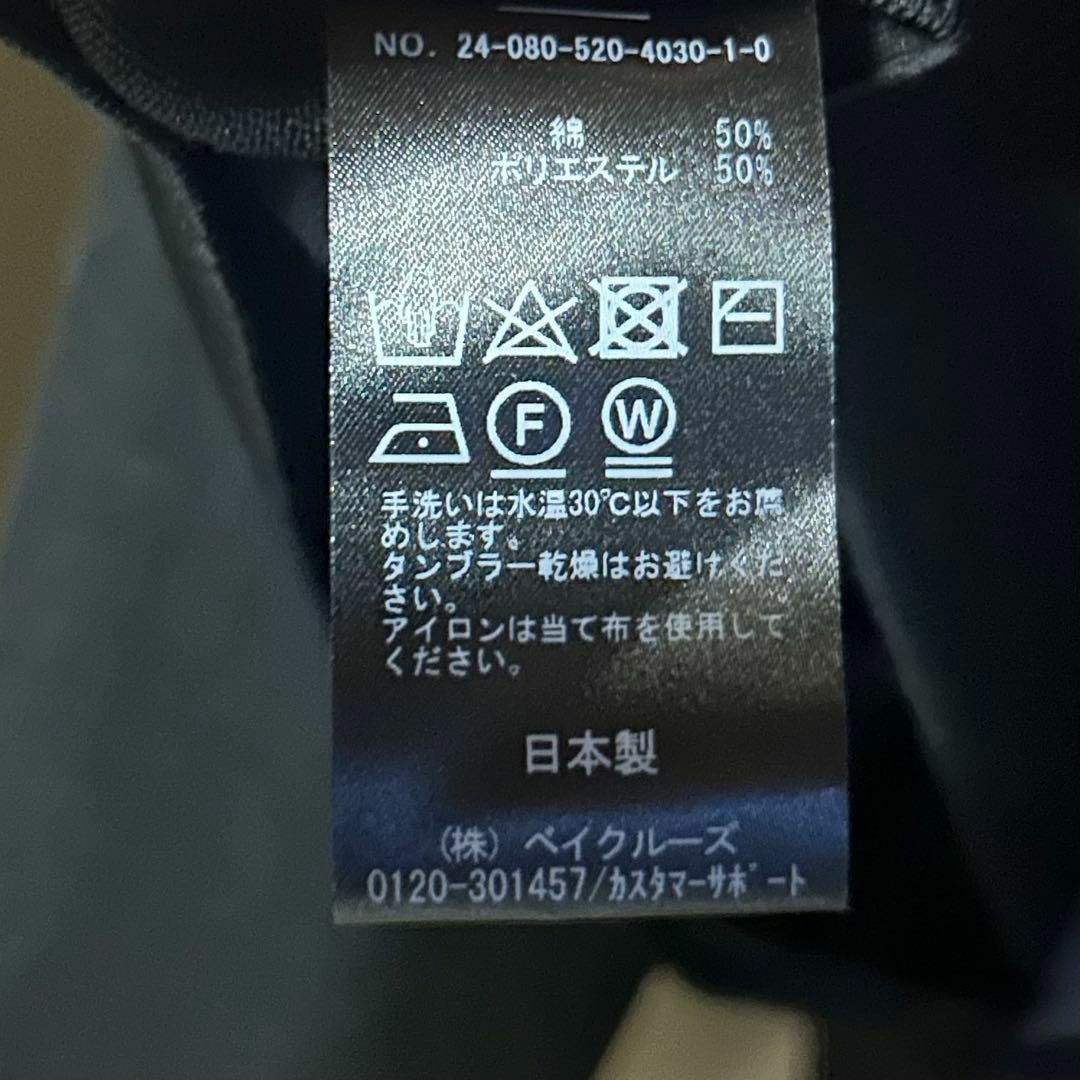 NO. 24-080-520-4030-1-0
綿 50%
ポリエステル 50%
F W
手洗いは水温30℃以下をお薦
めします。
タンブラー乾燥はお避けくだ
さい。
アイロンは当て布を使用して
ください。
日本製
(株) ベイクルーズ
0120-301457/ｶｽﾀﾏｰｻﾎﾟｰﾄ